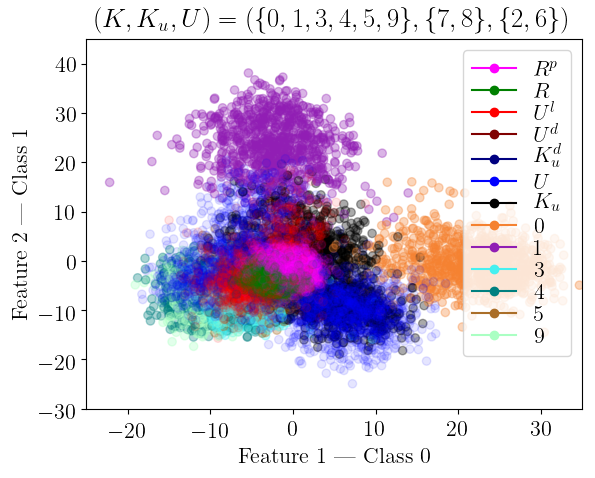 (K, K_u, U) = ({0, 1, 3, 4, 5, 9}, {7, 8}, {2, 6})
40
30
20
10
0
−10
−20
−30
Feature 2 — Class 1
−20
−10
0
10
20
30
Feature 1 — Class 0
R^p
R
U^l
U^d
K_u^d
U
K_u
0
1
3
4
5
9